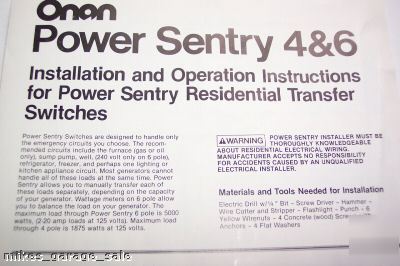 Onan
Power Sentry 4&6
Installation and Operation Instructions
for Power Sentry Residential Transfer
Switches
Power Sentry Switches are designed to handle only
the emergency circuits you choose. The recom-
mended circuits include the furnace (gas or oil
only), sump pump, well, (240 volt only on 6 pole),
refrigerator, freezer, and perhaps one lighting or
kitchen appliance circuit. Most generators cannot
handle all of these loads at the same time. Power
Sentry allows you to manually transfer each of
these loads separately, depending on the capacity
of your generator. Wattage meters on 6 pole allow
you to balance the load on your generator. The
maximum load through Power Sentry 6 pole is 5000
watts, (2-20 amp loads at 125 volts). Maximum load
through 4 pole is 1875 watts at 125 volts.
WARNING POWER SENTRY INSTALLER MUST BE
THOROUGHLY KNOWLEDGEABLE
ABOUT RESIDENTIAL ELECTRICAL WIRING.
MANUFACTURER ACCEPTS NO RESPONSIBILITY
FOR ACCIDENTS CAUSED BY AN UNQUALIFIED
ELECTRICAL INSTALLER.
Materials and Tools Needed for Installation
Electric Drill w/¼" Bit - Screw Driver - Hammer -
Wire Cutter and Stripper - Flashlight - Punch - 6
Yellow Wirenuts - 4 Concrete (wood) Screws
Anchors - 4 Flat Washers
mikes_garage_sale